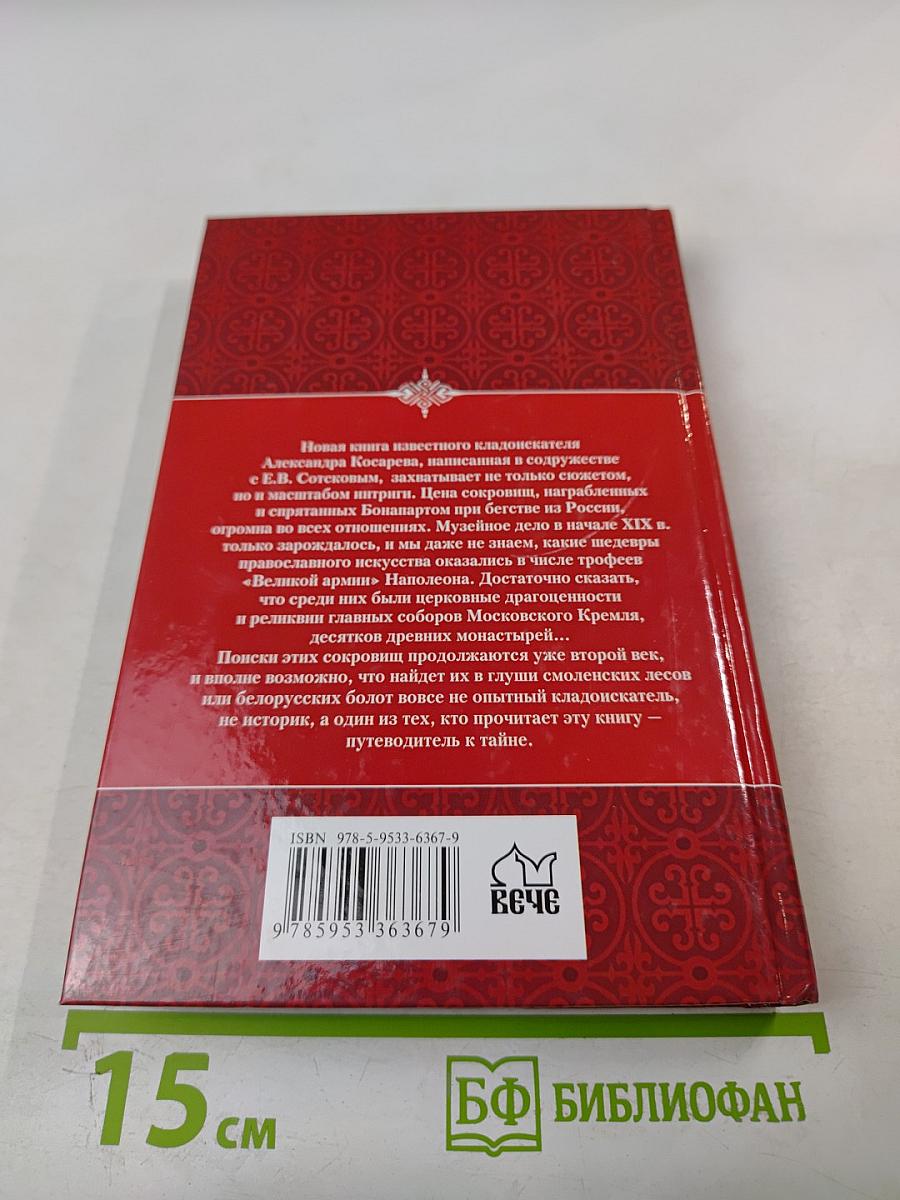 Новая книга известного кладоискателя
Александра Косарева, написанная в содружестве
с Е.В. Сотсковым, захватывает не только сюжетом,
но и масштабом интриги. Цена сокровищ, награбленных
и спрятанных Бонапартом при бегстве из России,
огромна во всех отношениях. Музейное дело в начале XIX в.
только зарождалось, и мы даже не знаем, какие шедевры
православного искусства оказались в числе трофеев
«Великой армии» Наполеона. Достаточно сказать,
что среди них были церковные драгоценности
и реликвии главных соборов Московского Кремля,
десятков древних монастырей...
Поиски этих сокровищ продолжаются уже второй век,
и вполне возможно, что найдет их в глуши смоленских лесов
или белорусских болот вовсе не опытный кладоискатель,
не историк, а один из тех, кто прочитает эту книгу —
путеводитель к тайне.
ISBN 978-5-9533-6367-9
9 785953 363679
ВЕЧЕ
15 см
БФ БИБЛИОФАН